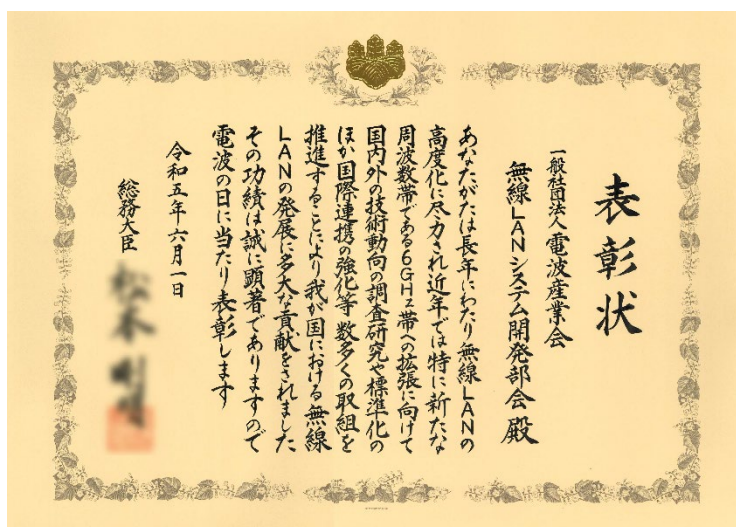 表彰状
一般社団法人電波産業会
無線LANシステム開発部会 殿
あなたがたは長年にわたり無線LANの
高度化に尽力され近年では特に新たな
周波数帯である6GHz帯への拡張に向けて
国内外の技術動向の調査研究や標準化の
ほか国際連携の強化等 数多くの取組を
推進することにより我が国における無線
LANの発展に多大な貢献をされました
その功績は誠に顕著でありますので
電波の日に当たり表彰します
令和五年六月一日
総務大臣